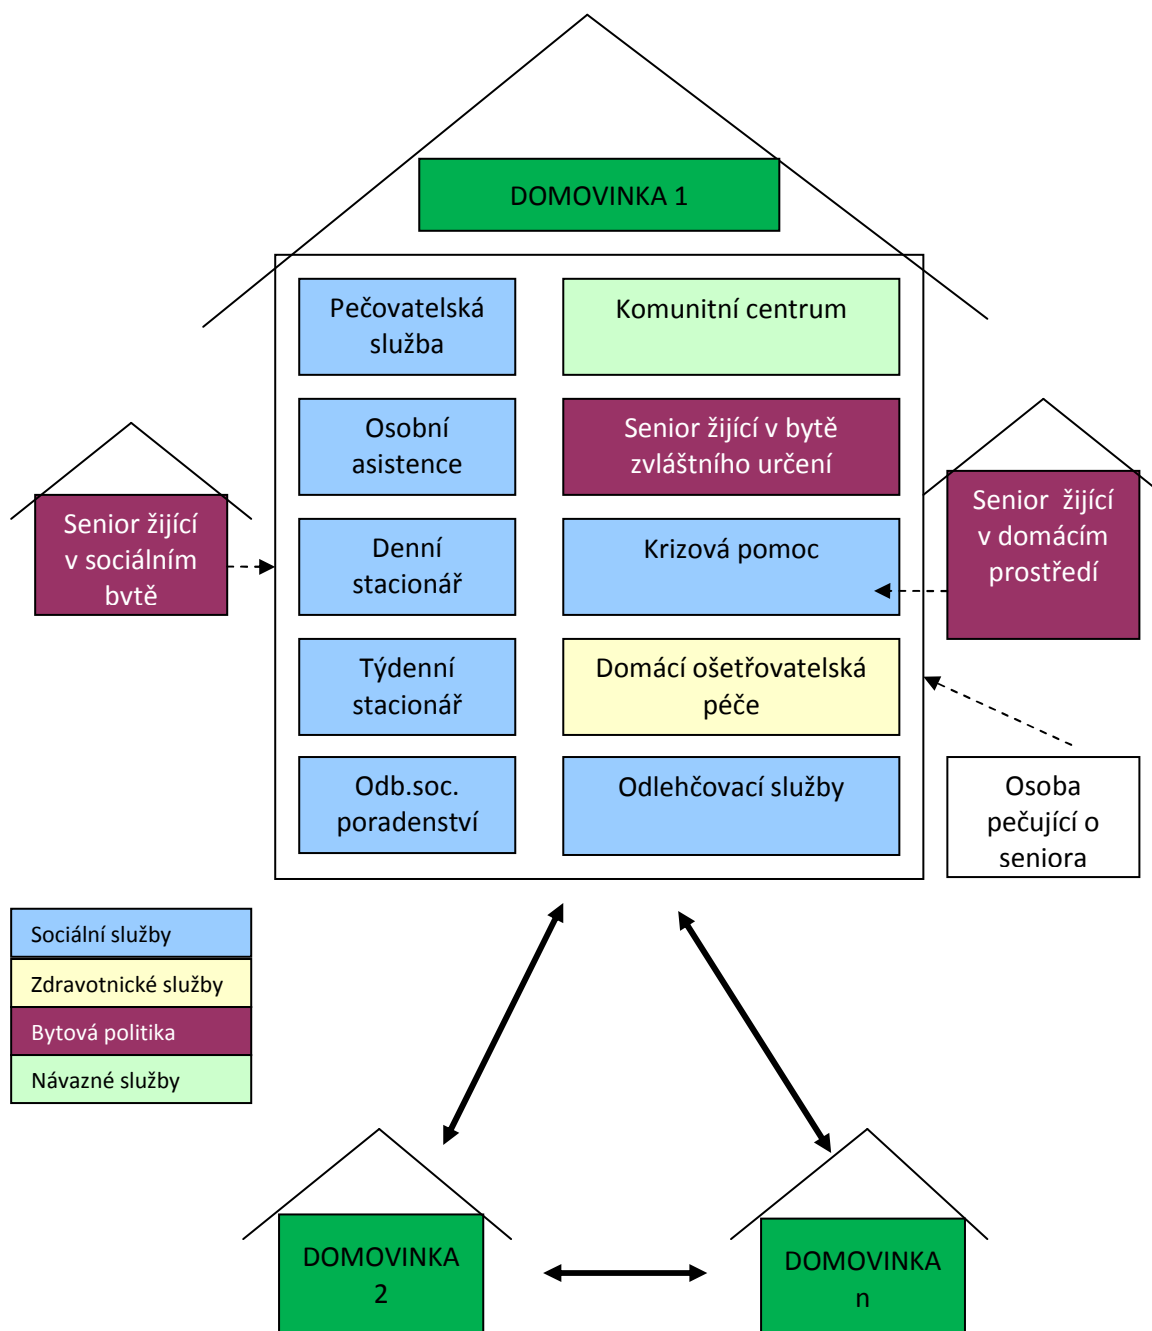 DOMOVINKA 1
Pečovatelská
služba
Komunitní centrum
Osobní
asistence
Senior žijící v bytě
zvláštního určení
Senior žijící
v sociálním
bytě
Senior  žijící
v domácím
prostředí
Denní
stacionář
Krizová pomoc
Týdenní
stacionář
Domácí ošetřovatelská
péče
Odb.soc.
poradenství
Odlehčovací služby
Osoba
pečující o
seniora
Sociální služby
Zdravotnické služby
Bytová politika
Návazné služby
DOMOVINKA
2
DOMOVINKA
n